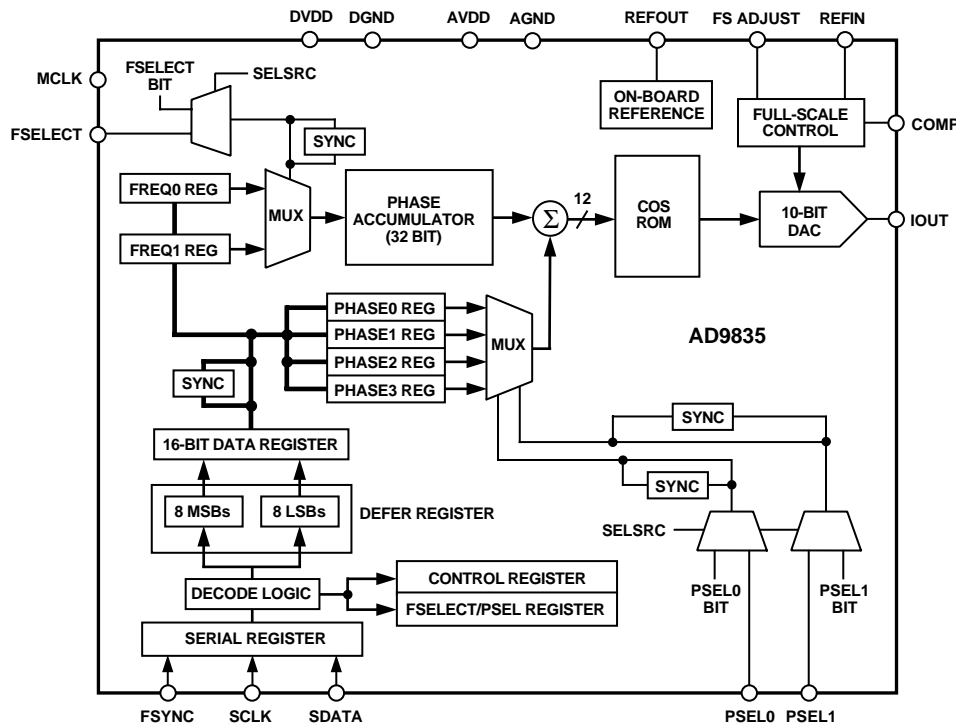 DVDD DGND AVDD AGND REFOUT FS ADJUST REFIN
MCLK
FSELECT
BIT
SELSRC
FSELECT
SYNC
ON-BOARD
REFERENCE
FULL-SCALE
CONTROL
COMP
FREQ0 REG
FREQ1 REG
MUX
PHASE
ACCUMULATOR
(32 BIT)
Σ
12
COS
ROM
10-BIT
DAC
IOUT
PHASE0 REG
PHASE1 REG
PHASE2 REG
PHASE3 REG
MUX
AD9835
SYNC
SYNC
SYNC
16-BIT DATA REGISTER
8 MSBs
8 LSBs
DEFER REGISTER
SELSRC
DECODE LOGIC
CONTROL REGISTER
FSELECT/PSEL REGISTER
PSEL0
BIT
PSEL1
BIT
SERIAL REGISTER
FSYNC SCLK SDATA PSEL0 PSEL1